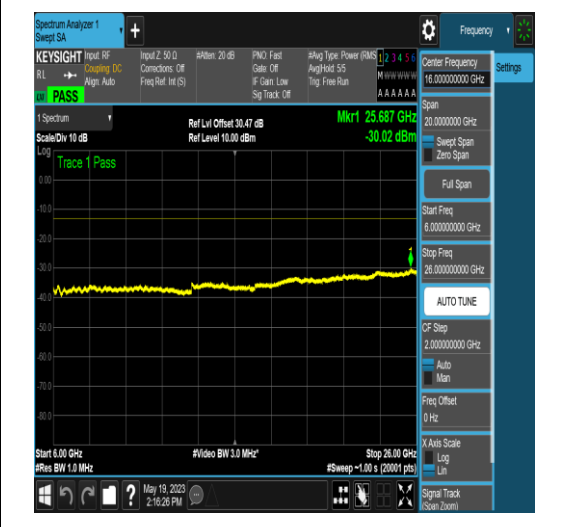 Spectrum Analyzer 1
Swept SA
+
Frequency
KEYSIGHT
RL
PASS
Input: RF
Coupling: DC
Align: Auto
Input Z: 50 Ω
Corrections: Off
Freq Ref: Int (S)
#Atten: 20 dB
PNO: Fast
Gate: Off
IF Gain: Low
Sig Track: Off
#Avg Type: Power (RMS
Avg|Hold: 5/5
Trig: Free Run
1 2 3 4 5 6
M W W W W W
A A A A A A
Center Frequency
16.000000000 GHz
Settings
1 Spectrum
Scale/Div 10 dB
Ref Lvl Offset 30.47 dB
Ref Level 10.00 dBm
Mkr1 25.687 GHz
-30.02 dBm
Log
Trace 1 Pass
0.00
-10.0
-20.0
-30.0
-40.0
-50.0
-60.0
-70.0
-80.0
1
Start 6.00 GHz
#Res BW 1.0 MHz
#Video BW 3.0 MHz*
Stop 26.00 GHz
#Sweep ~1.00 s (20001 pts)
Span
20.0000000 GHz
Swept Span
Zero Span
Full Span
Start Freq
6.000000000 GHz
Stop Freq
26.000000000 GHz
AUTO TUNE
CF Step
2.000000000 GHz
Auto
Man
Freq Offset
0 Hz
X Axis Scale
Log
Lin
Signal Track
(Span Zoom)
?
May 19, 2023
2:16:26 PM